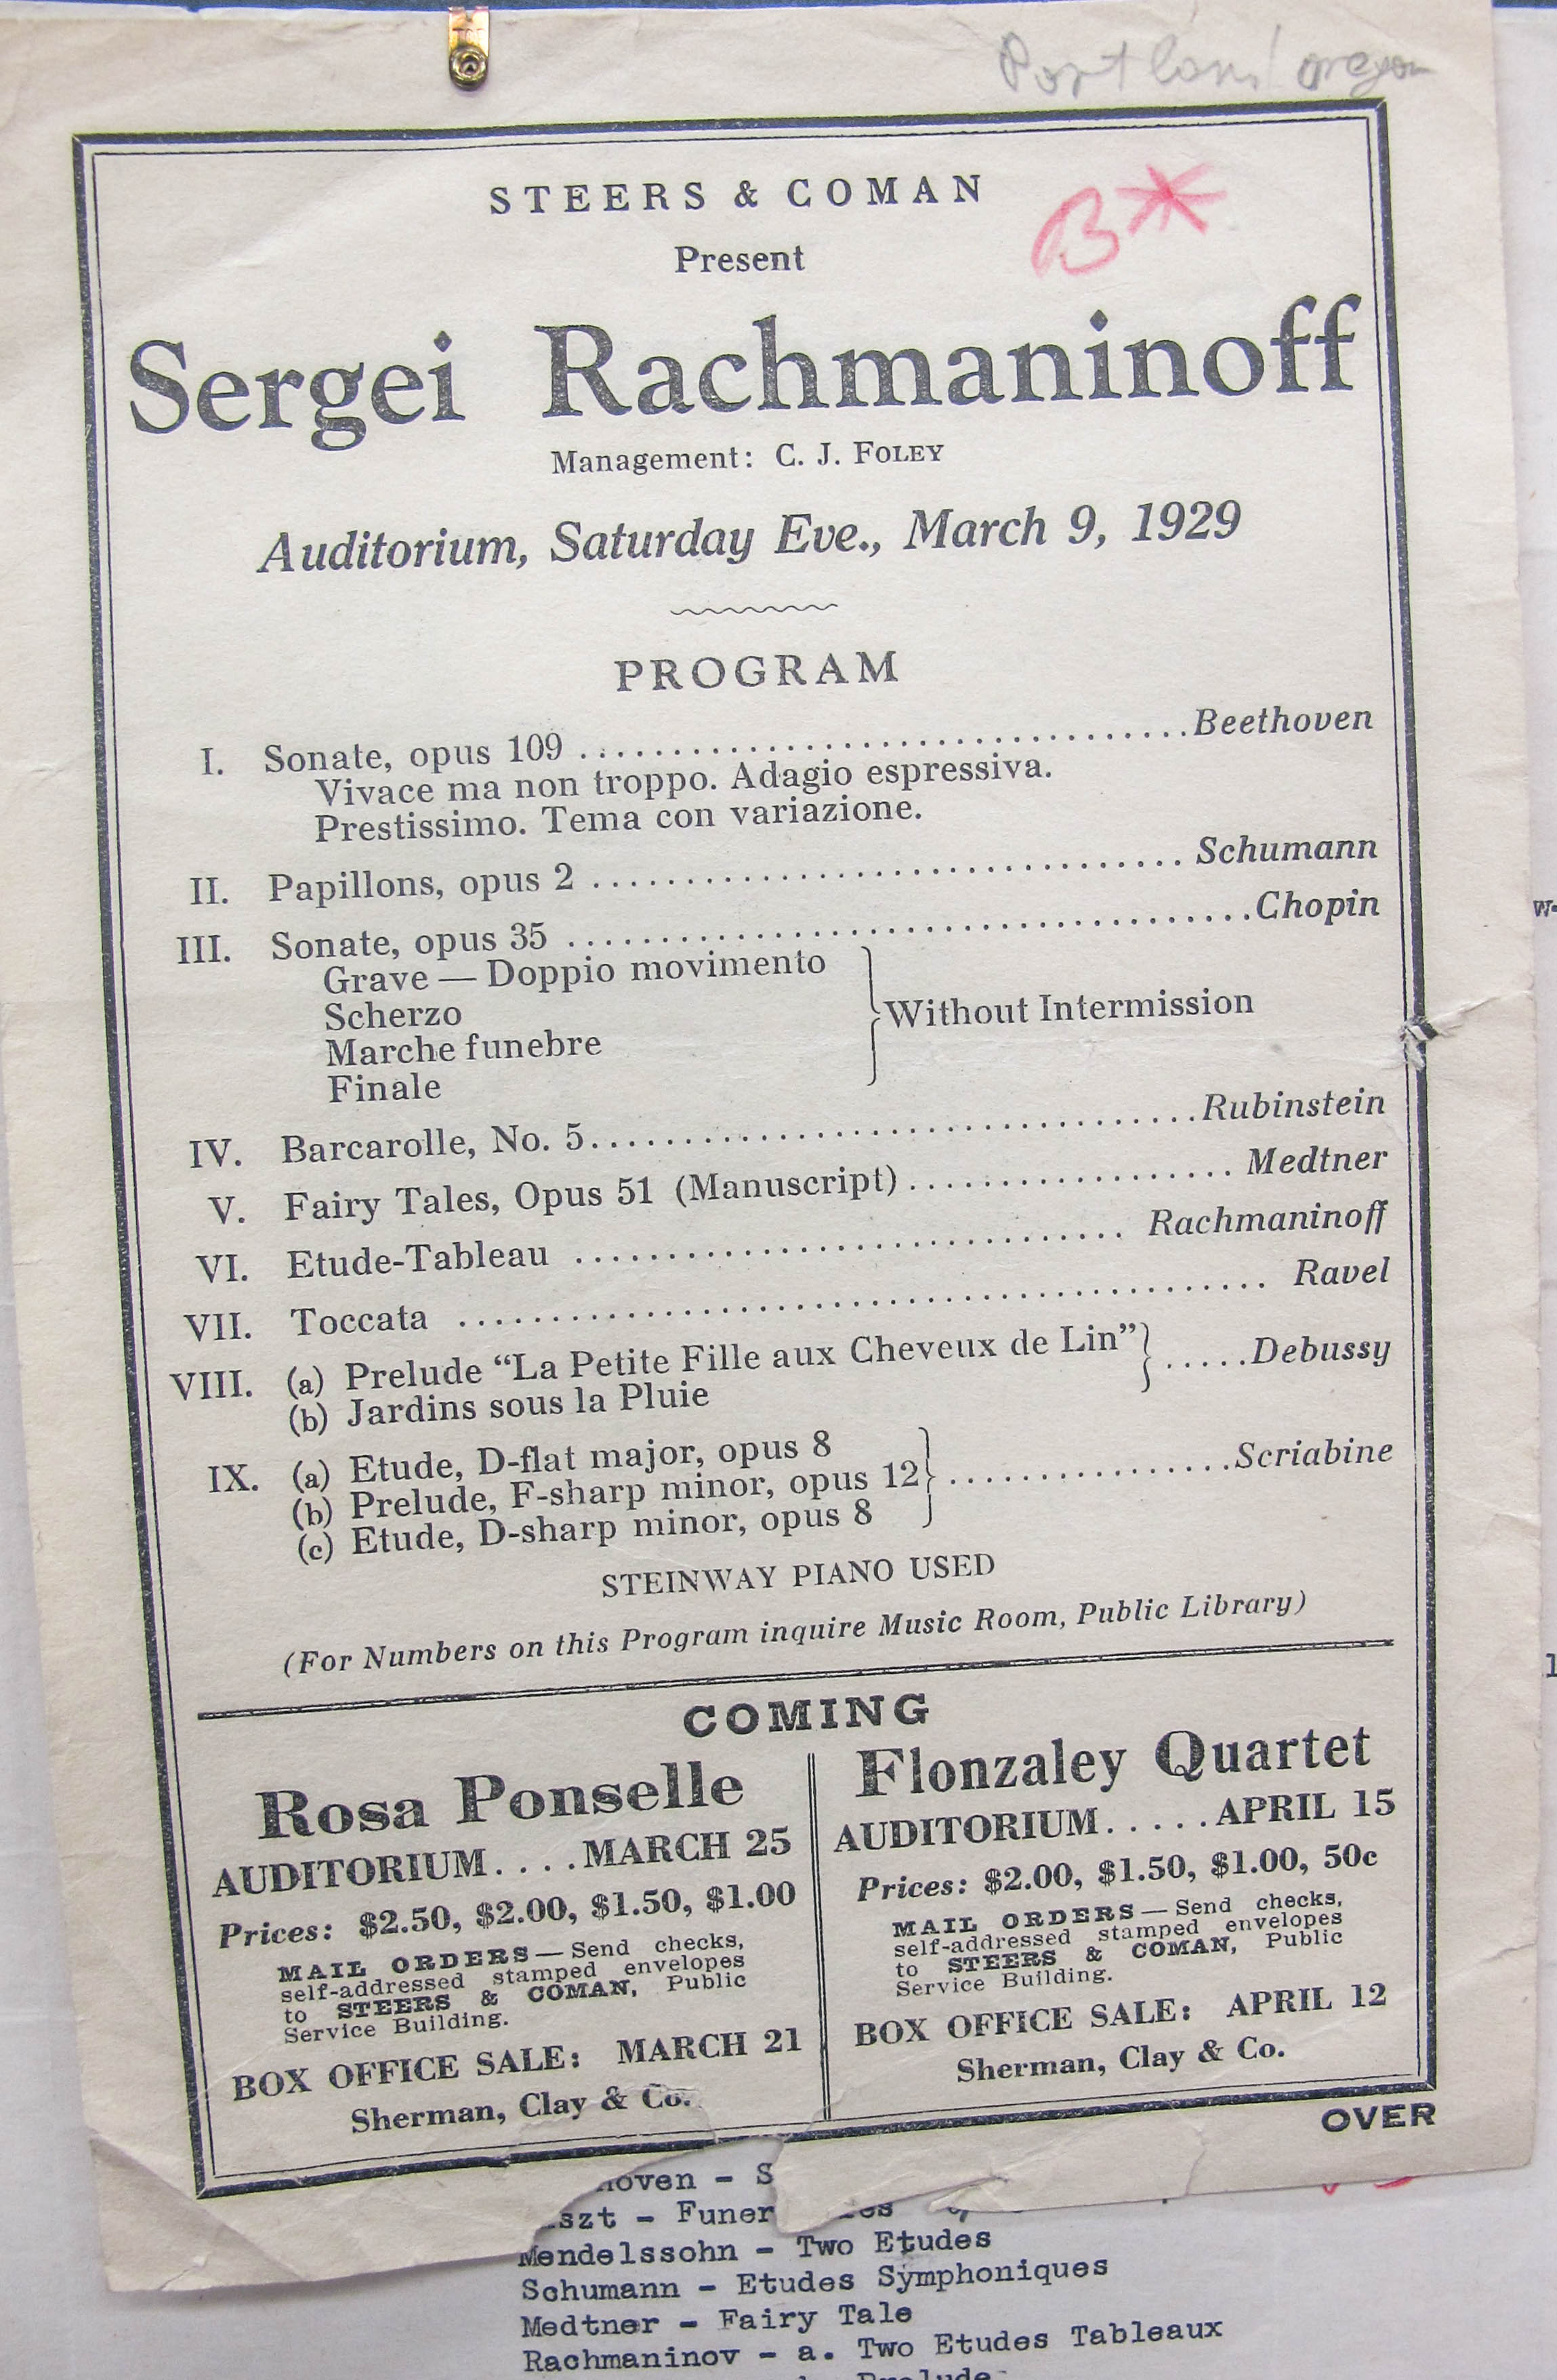 Portland Oregon
STEERS & COMAN
B*
Present
Sergei Rachmaninoff
Management: C. J. FOLEY
Auditorium, Saturday Eve., March 9, 1929
PROGRAM
I. Sonate, opus 109 ........................................Beethoven
Vivace ma non troppo. Adagio espressiva.
Prestissimo. Tema con variazione.
II. Papillons, opus 2 ....................................... Schumann
III. Sonate, opus 35 .............................................Chopin
Grave — Doppio movimento
Scherzo
Without Intermission
Marche funebre
Finale
IV. Barcarolle, No. 5........................................Rubinstein
V. Fairy Tales, Opus 51 (Manuscript)...................... Medtner
VI. Etude-Tableau ..................................... Rachmaninoff
VII. Toccata ..................................................... Ravel
VIII. (a) Prelude “La Petite Fille aux Cheveux de Lin” .....Debussy
(b) Jardins sous la Pluie
IX. (a) Etude, D-flat major, opus 8
(b) Prelude, F-sharp minor, opus 12 ...................Scriabine
(c) Etude, D-sharp minor, opus 8
STEINWAY PIANO USED
(For Numbers on this Program inquire Music Room, Public Library)
COMING
Rosa Ponselle
AUDITORIUM....MARCH 25
Prices: $2.50, $2.00, $1.50, $1.00
MAIL ORDERS — Send checks,
self-addressed stamped envelopes
to STEERS & COMAN, Public
Service Building.
BOX OFFICE SALE: MARCH 21
Sherman, Clay & Co.
Flonzaley Quartet
AUDITORIUM.....APRIL 15
Prices: $2.00, $1.50, $1.00, 50c
MAIL ORDERS — Send checks,
self-addressed stamped envelopes
to STEERS & COMAN, Public
Service Building.
BOX OFFICE SALE: APRIL 12
Sherman, Clay & Co.
OVER
Mendelssohn - Two Etudes
Schumann - Etudes Symphoniques
Medtner - Fairy Tale
Rachmaninov - a. Two Etudes Tableaux